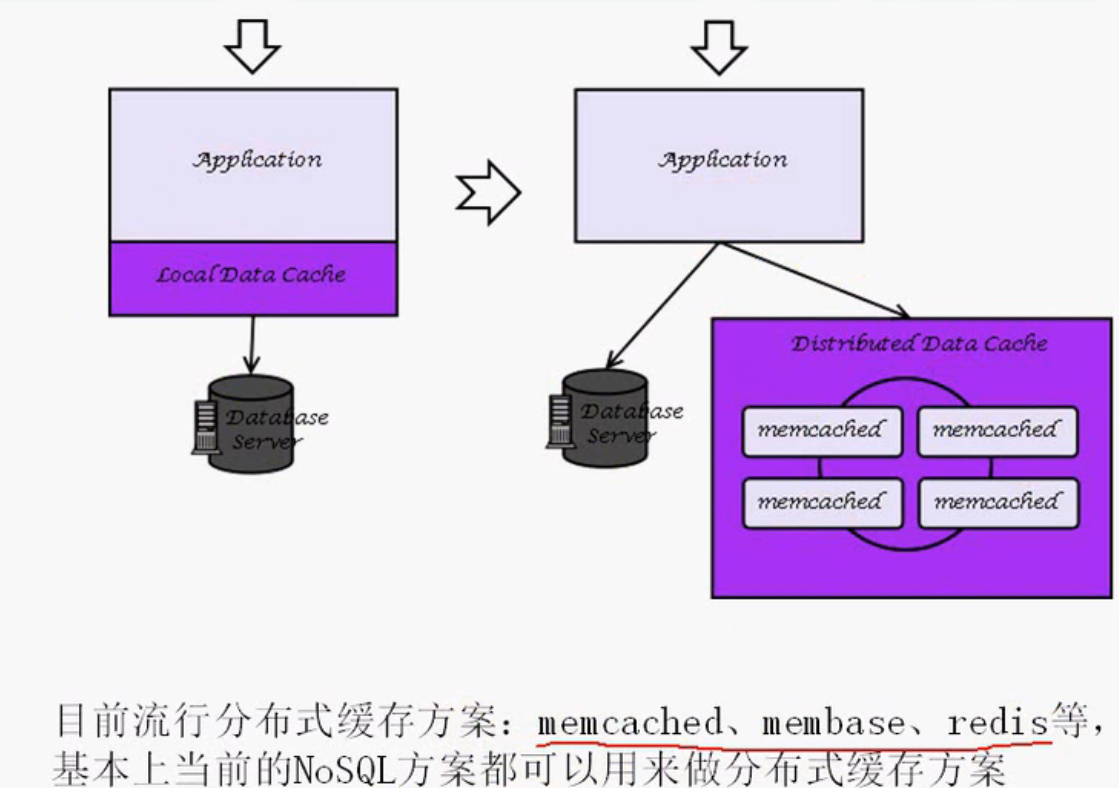 Application
Application
Local Data Cache
Distributed Data Cache
Database
Server
Database
Server
memcached
memcached
memcached
memcached
目前流行分布式缓存方案：memcached、membase、redis等，
基本上当前的NoSQL方案都可以用来做分布式缓存方案